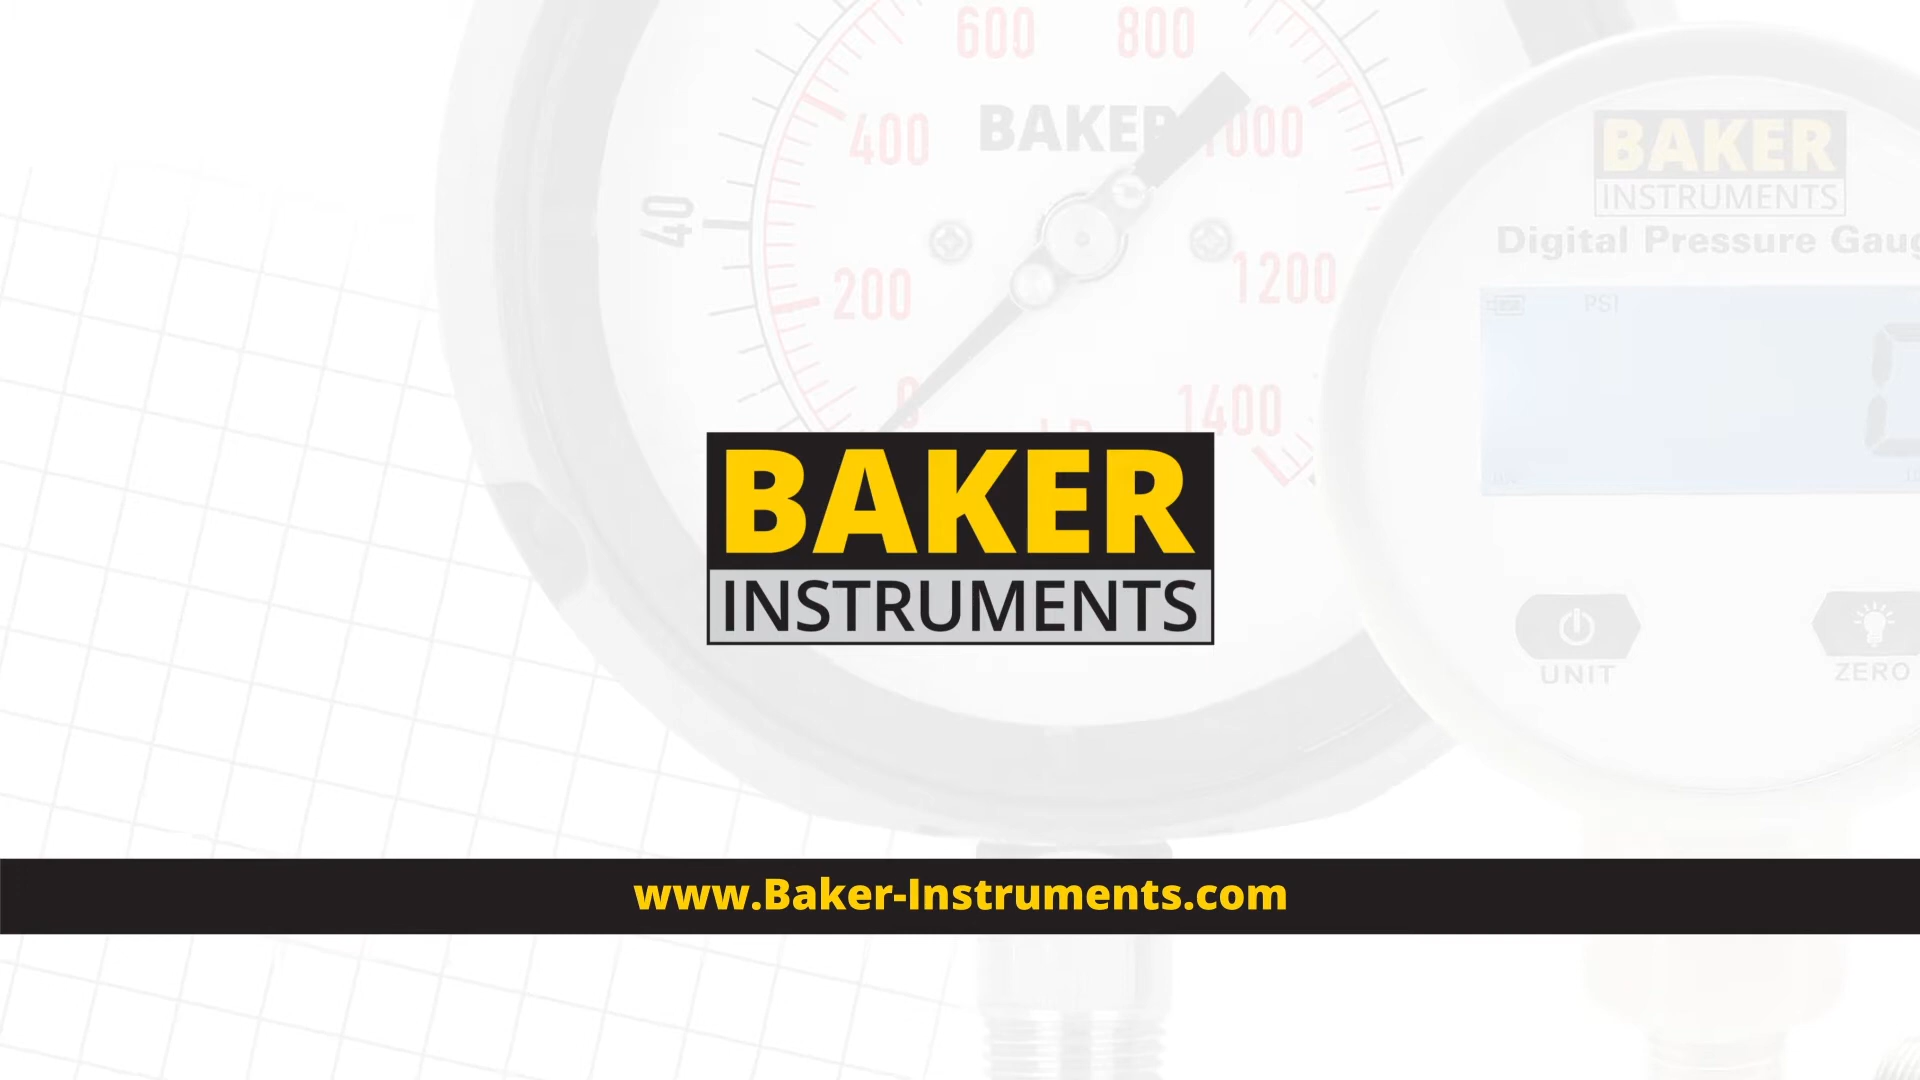 600 800
400 BAKER 1000
40
200 1200
0 1400
BAKER
INSTRUMENTS
Digital Pressure
PSI
UNIT ZERO
BAKER
INSTRUMENTS
www.Baker-Instruments.com